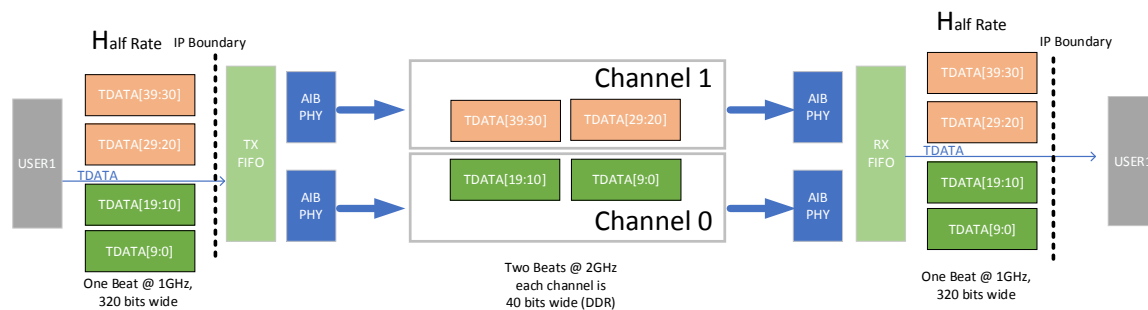 Half Rate
IP Boundary
TDATA[39:30]
TDATA[29:20]
USER1
TDATA
TDATA[19:10]
TDATA[9:0]
One Beat @ 1GHz,
320 bits wide
TX
FIFO
AIB
PHY
AIB
PHY
Channel 1
TDATA[39:30]
TDATA[29:20]
TDATA[19:10]
TDATA[9:0]
Channel 0
Two Beats @ 2GHz
each channel is
40 bits wide (DDR)
AIB
PHY
AIB
PHY
RX
FIFO
Half Rate
IP Boundary
TDATA[39:30]
TDATA[29:20]
TDATA
TDATA[19:10]
TDATA[9:0]
One Beat @ 1GHz,
320 bits wide
USER1